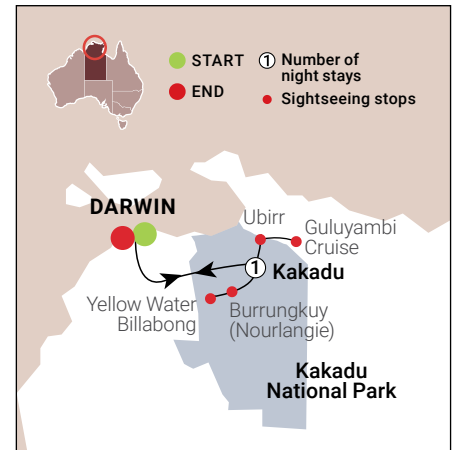 START
END
1 Number of
night stays
Sightseeing stops
DARWIN
Ubirr
Guluyambi
Cruise
1 Kakadu
Yellow Water
Billabong
Burrungkuy
(Nourlangie)
Kakadu
National Park